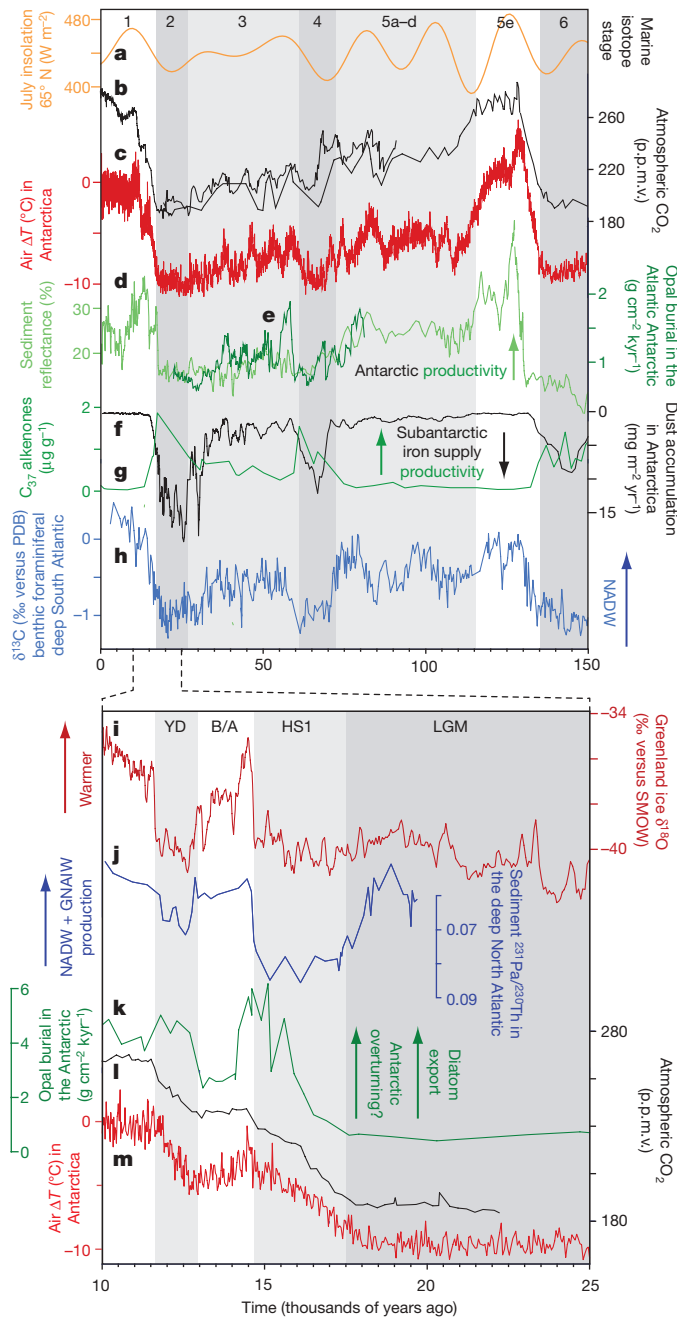 1 2 3 4 5a–d 5e 6
Marine
isotope
stage
July insolation
65° N (W m⁻²)
480
400
a
b
260
220
180
Atmospheric CO₂
(p.p.m.v.)
c
0
−10
Air ΔT (°C) in
Antarctica
d
30
20
Sediment
reflectance (%)
e
2
1
Opal burial in the
Atlantic Antarctic
(g cm⁻² kyr⁻¹)
Antarctic productivity
2
0
C₃₇ alkenones
(µg g⁻¹)
f
g
Subantarctic
iron supply
productivity
0
−15
Dust accumulation
in Antarctica
(mg m⁻² yr⁻¹)
0
−1
δ¹³C (‰ versus PDB)
benthic foraminiferal
deep South Atlantic
h
NADW
0 50 100 150
YD B/A HS1 LGM
i
Warmer
−34
−40
Greenland ice δ¹⁸O
(‰ versus SMOW)
j
NADW + GNAIW
production
0.07
0.09
Sediment ²³¹Pa/²³⁰Th in
the deep North Atlantic
k
6
4
2
0
Opal burial in
the Antarctic
(g cm⁻² kyr⁻¹)
Antarctic
overturning?
Diatom
export
l
280
180
Atmospheric CO₂
(p.p.m.v.)
m
0
−10
Air ΔT (°C) in
Antarctica
10 15 20 25
Time (thousands of years ago)